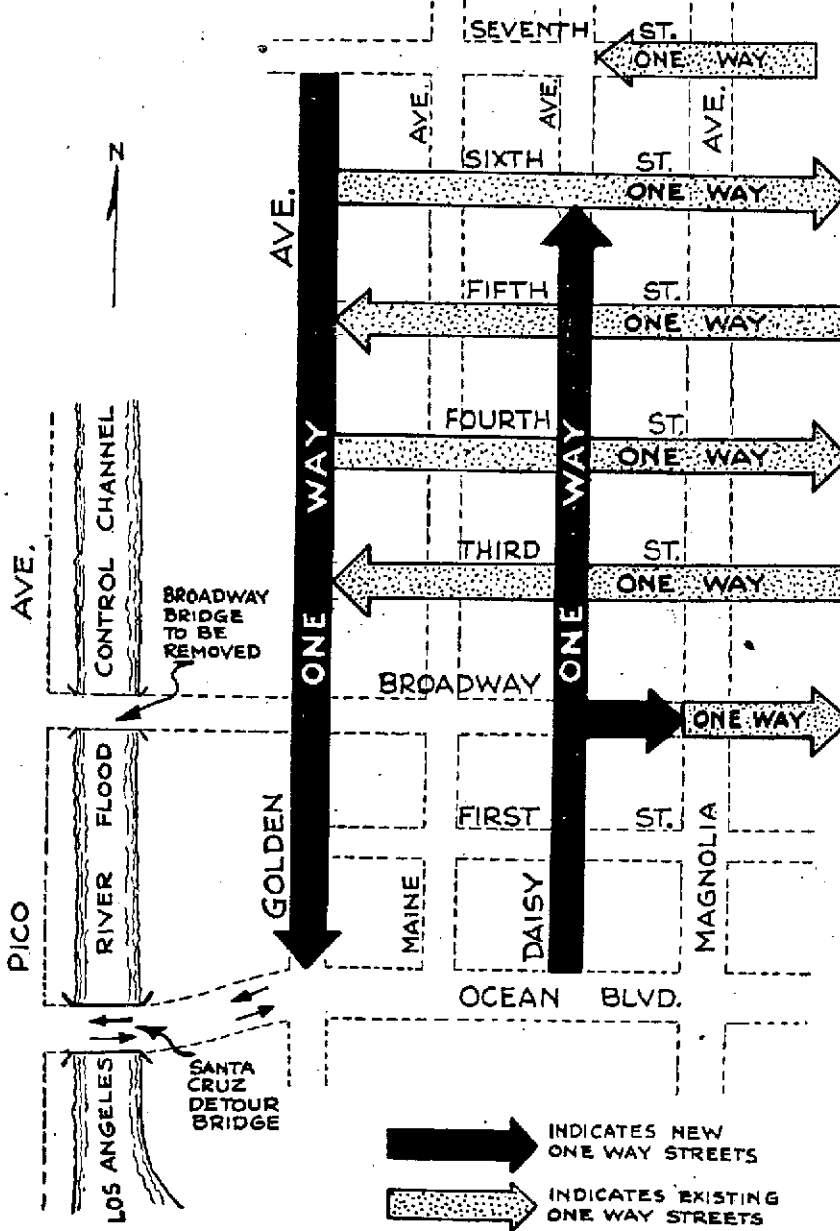 SEVENTH ST.
ONE WAY
AVE.
AVE.
AVE.
N
SIXTH ST.
ONE WAY
AVE.
FIFTH ST.
ONE WAY
FOURTH ST.
ONE WAY
THIRD ST.
ONE WAY
ONE WAY
ONE WAY
PICO AVE.
LOS ANGELES RIVER FLOOD CONTROL CHANNEL
BROADWAY
BRIDGE
TO BE
REMOVED
BROADWAY
ONE WAY
FIRST ST.
GOLDEN
MAINE
DAISY
MAGNOLIA
OCEAN BLVD.
SANTA
CRUZ
DETOUR
BRIDGE
INDICATES NEW
ONE WAY STREETS
INDICATES EXISTING
ONE WAY STREETS